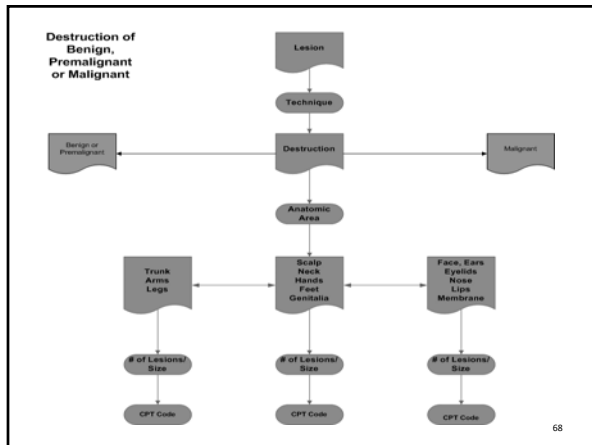 Destruction of
Benign,
Premalignant
or Malignant
Lesion
Technique
Benign or
Premalignant
Destruction
Malignant
Anatomic
Area
Trunk
Arms
Legs
Scalp
Neck
Hands
Feet
Genitalia
Face, Ears
Eyelids
Nose
Lips
Membrane
# of Lesions/
Size
# of Lesions/
Size
# of Lesions/
Size
CPT Code
CPT Code
CPT Code
68